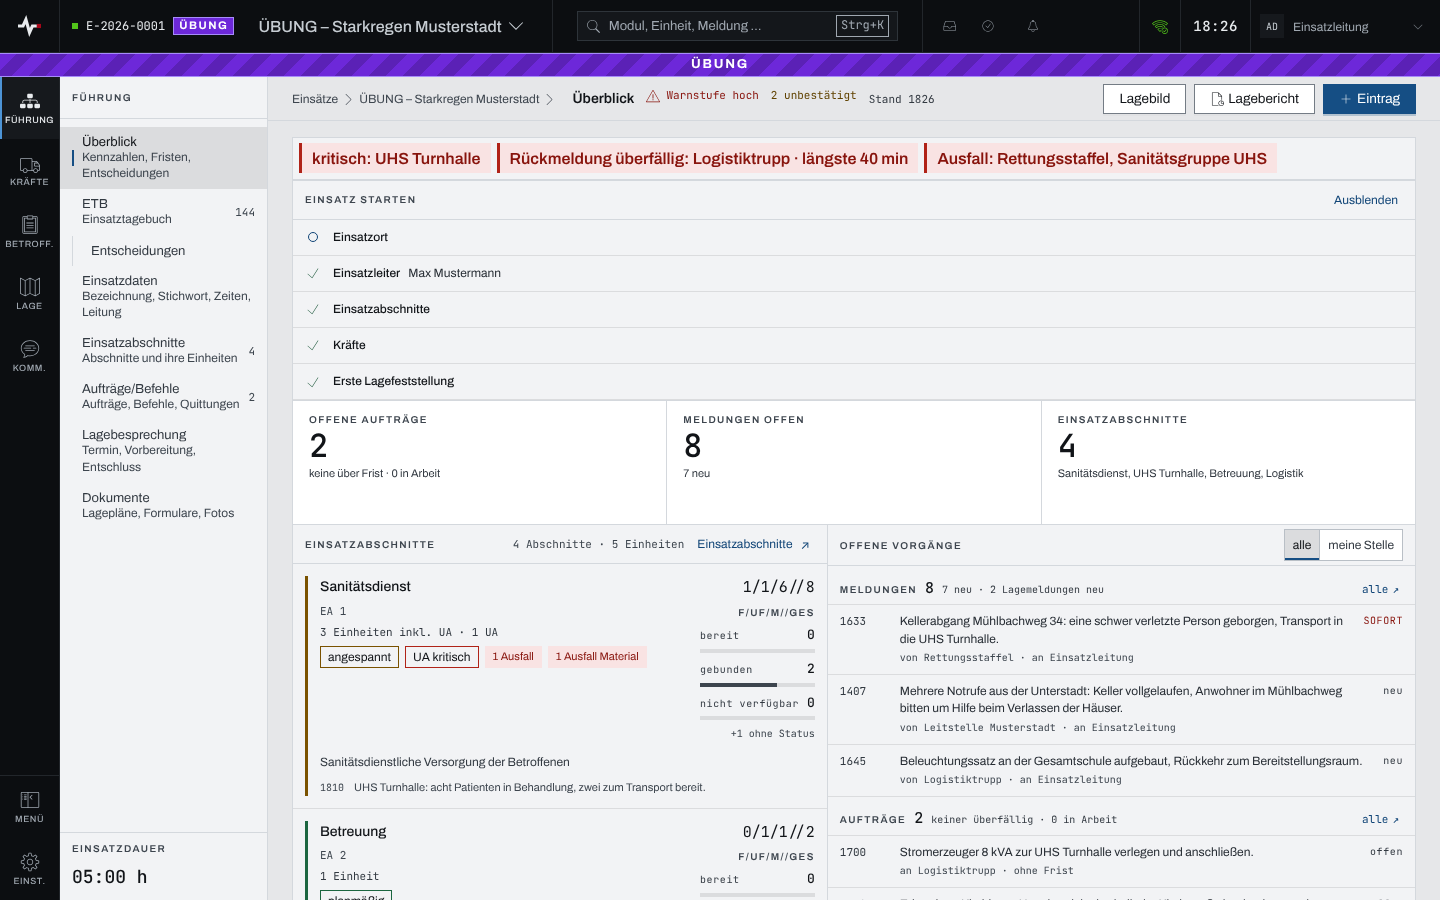 E-2026-0001 ÜBUNG ÜBUNG – Starkregen Musterstadt
Modul, Einheit, Meldung ... Strg+K
18:26 AD Einsatzleitung
ÜBUNG
FÜHRUNG
KRÄFTE
BETROFF.
LAGE
KOMM.
MENÜ
EINST.
FÜHRUNG
Überblick
Kennzahlen, Fristen,
Entscheidungen
ETB
Einsatztagebuch
144
Entscheidungen
Einsatzdaten
Bezeichnung, Stichwort, Zeiten,
Leitung
Einsatzabschnitte
Abschnitte und ihre Einheiten
4
Aufträge/Befehle
Aufträge, Befehle, Quittungen
2
Lagebesprechung
Termin, Vorbereitung,
Entschluss
Dokumente
Lagepläne, Formulare, Fotos
EINSATZDAUER
05:00 h
Einsätze ÜBUNG – Starkregen Musterstadt Überblick Warnstufe hoch 2 unbestätigt Stand 1826
Lagebild Lagebericht + Eintrag
kritisch: UHS Turnhalle Rückmeldung überfällig: Logistiktrupp · längste 40 min Ausfall: Rettungsstaffel, Sanitätsgruppe UHS
EINSATZ STARTEN Ausblenden
Einsatzort
Einsatzleiter Max Mustermann
Einsatzabschnitte
Kräfte
Erste Lagefeststellung
OFFENE AUFTRÄGE
2
keine über Frist · 0 in Arbeit
MELDUNGEN OFFEN
8
7 neu
EINSATZABSCHNITTE
4
Sanitätsdienst, UHS Turnhalle, Betreuung, Logistik
EINSATZABSCHNITTE 4 Abschnitte · 5 Einheiten Einsatzabschnitte ↗
Sanitätsdienst 1/1/6//8
EA 1 F/UF/M//GES
3 Einheiten inkl. UA · 1 UA
angespannt UA kritisch 1 Ausfall 1 Ausfall Material
bereit 0
gebunden 2
nicht verfügbar 0
+1 ohne Status
Sanitätsdienstliche Versorgung der Betroffenen
1810 UHS Turnhalle: acht Patienten in Behandlung, zwei zum Transport bereit.
Betreuung 0/1/1//2
EA 2 F/UF/M//GES
1 Einheit
bereit 0
planmäßig
OFFENE VORGÄNGE alle meine Stelle
MELDUNGEN 8 7 neu · 2 Lagemeldungen neu alle ↗
1633 Kellerabgang Mühlbachweg 34: eine schwer verletzte Person geborgen, Transport in SOFORT
die UHS Turnhalle.
von Rettungsstaffel · an Einsatzleitung
1407 Mehrere Notrufe aus der Unterstadt: Keller vollgelaufen, Anwohner im Mühlbachweg neu
bitten um Hilfe beim Verlassen der Häuser.
von Leitstelle Musterstadt · an Einsatzleitung
1645 Beleuchtungssatz an der Gesamtschule aufgebaut, Rückkehr zum Bereitstellungsraum. neu
von Logistiktrupp · an Einsatzleitung
AUFTRÄGE 2 keiner überfällig · 0 in Arbeit alle ↗
1700 Stromerzeuger 8 kVA zur UHS Turnhalle verlegen und anschließen. offen
an Logistiktrupp · ohne Frist